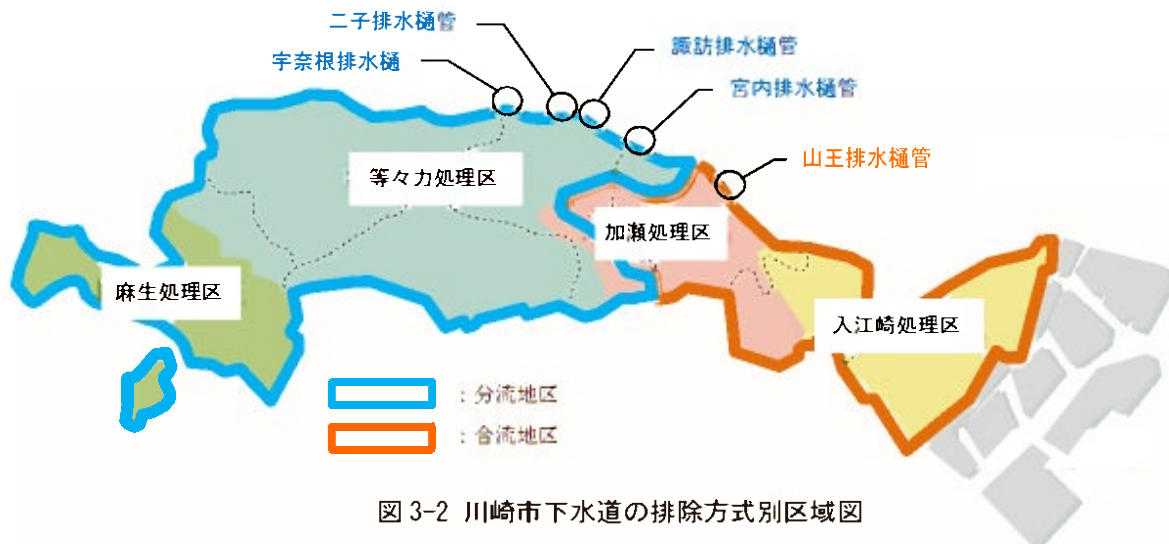 二子排水樋管
諏訪排水樋管
宇奈根排水樋
宮内排水樋管
山王排水樋管
等々力処理区
加瀬処理区
麻生処理区
入江崎処理区
：分流地区
：合流地区
図 3-2 川崎市下水道の排除方式別区域図